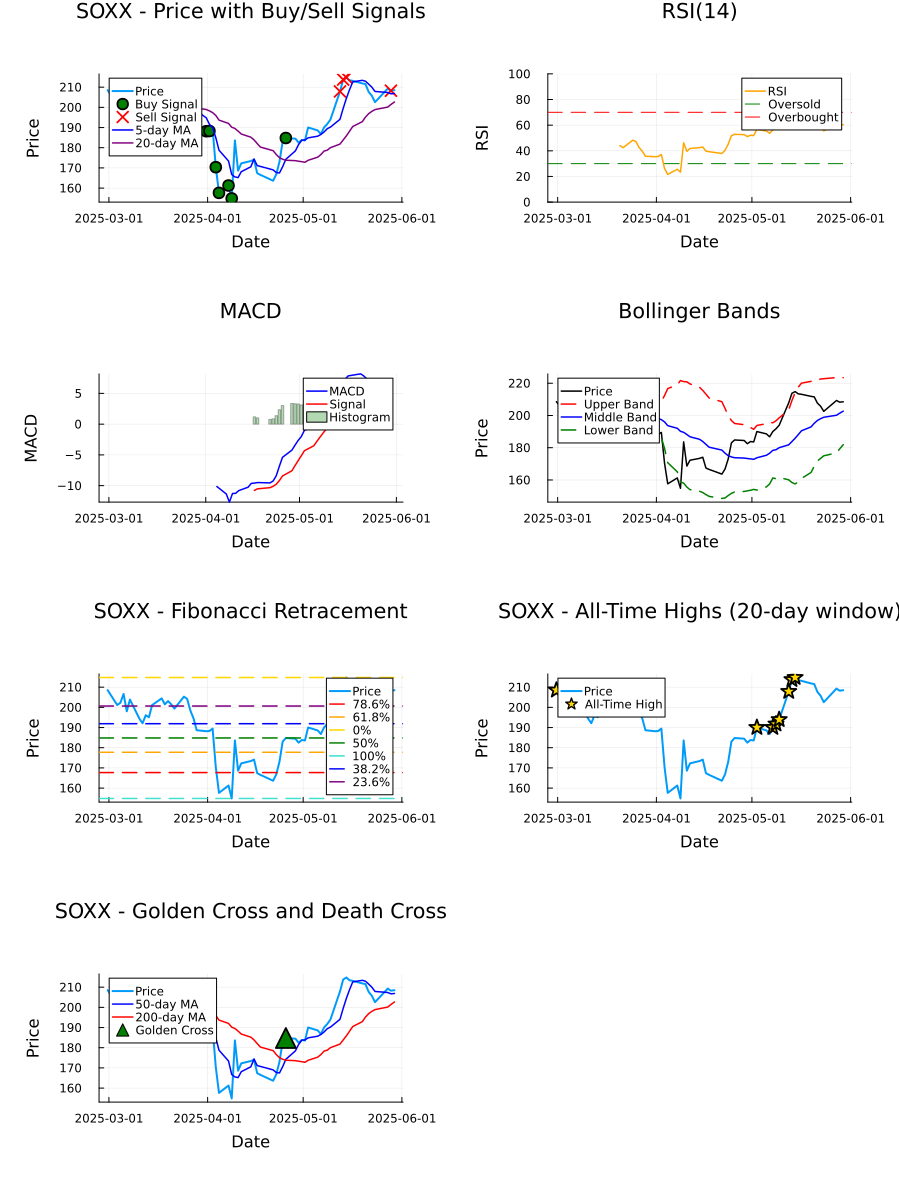 SOXX - Price with Buy/Sell Signals
Price
210
200
190
180
170
160
Price
Buy Signal
Sell Signal
5-day MA
20-day MA
2025-03-01 2025-04-01 2025-05-01 2025-06-01
Date
RSI(14)
RSI
100
80
60
40
20
0
RSI
Oversold
Overbought
2025-03-01 2025-04-01 2025-05-01 2025-06-01
Date
MACD
MACD
5
0
−5
−10
MACD
Signal
Histogram
2025-03-01 2025-04-01 2025-05-01 2025-06-01
Date
Bollinger Bands
Price
220
200
180
160
Price
Upper Band
Middle Band
Lower Band
2025-03-01 2025-04-01 2025-05-01 2025-06-01
Date
SOXX - Fibonacci Retracement
Price
210
200
190
180
170
160
Price
78.6%
61.8%
0%
50%
100%
38.2%
23.6%
2025-03-01 2025-04-01 2025-05-01 2025-06-01
Date
SOXX - All-Time Highs (20-day window)
Price
210
200
190
180
170
160
Price
All-Time High
2025-03-01 2025-04-01 2025-05-01 2025-06-01
Date
SOXX - Golden Cross and Death Cross
Price
210
200
190
180
170
160
Price
50-day MA
200-day MA
Golden Cross
2025-03-01 2025-04-01 2025-05-01 2025-06-01
Date